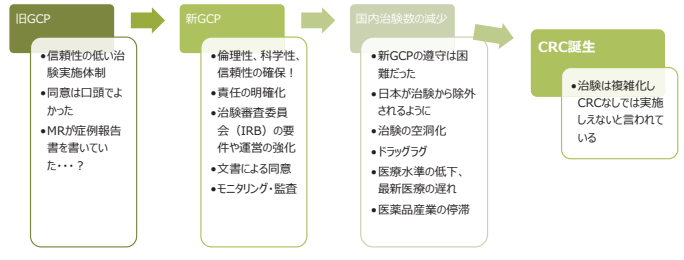 旧GCP
•信頼性の低い治
験実施体制
•同意は口頭でよ
かった
•MRが症例報告
書を書いてい
た・・・？
新GCP
•倫理性、科学性、
信頼性の確保！
•責任の明確化
•治験審査委員
会（IRB）の要
件や運営の強化
•文書による同意
•モニタリング・監査
国内治験数の減少
•新GCPの遵守は困
難だった
•日本が治験から除外
されるように
•治験の空洞化
•ドラッグラグ
•医療水準の低下、
最新医療の遅れ
•医薬品産業の停滞
CRC誕生
•治験は複雑化し
CRCなしでは実施
しえないと言われて
いる